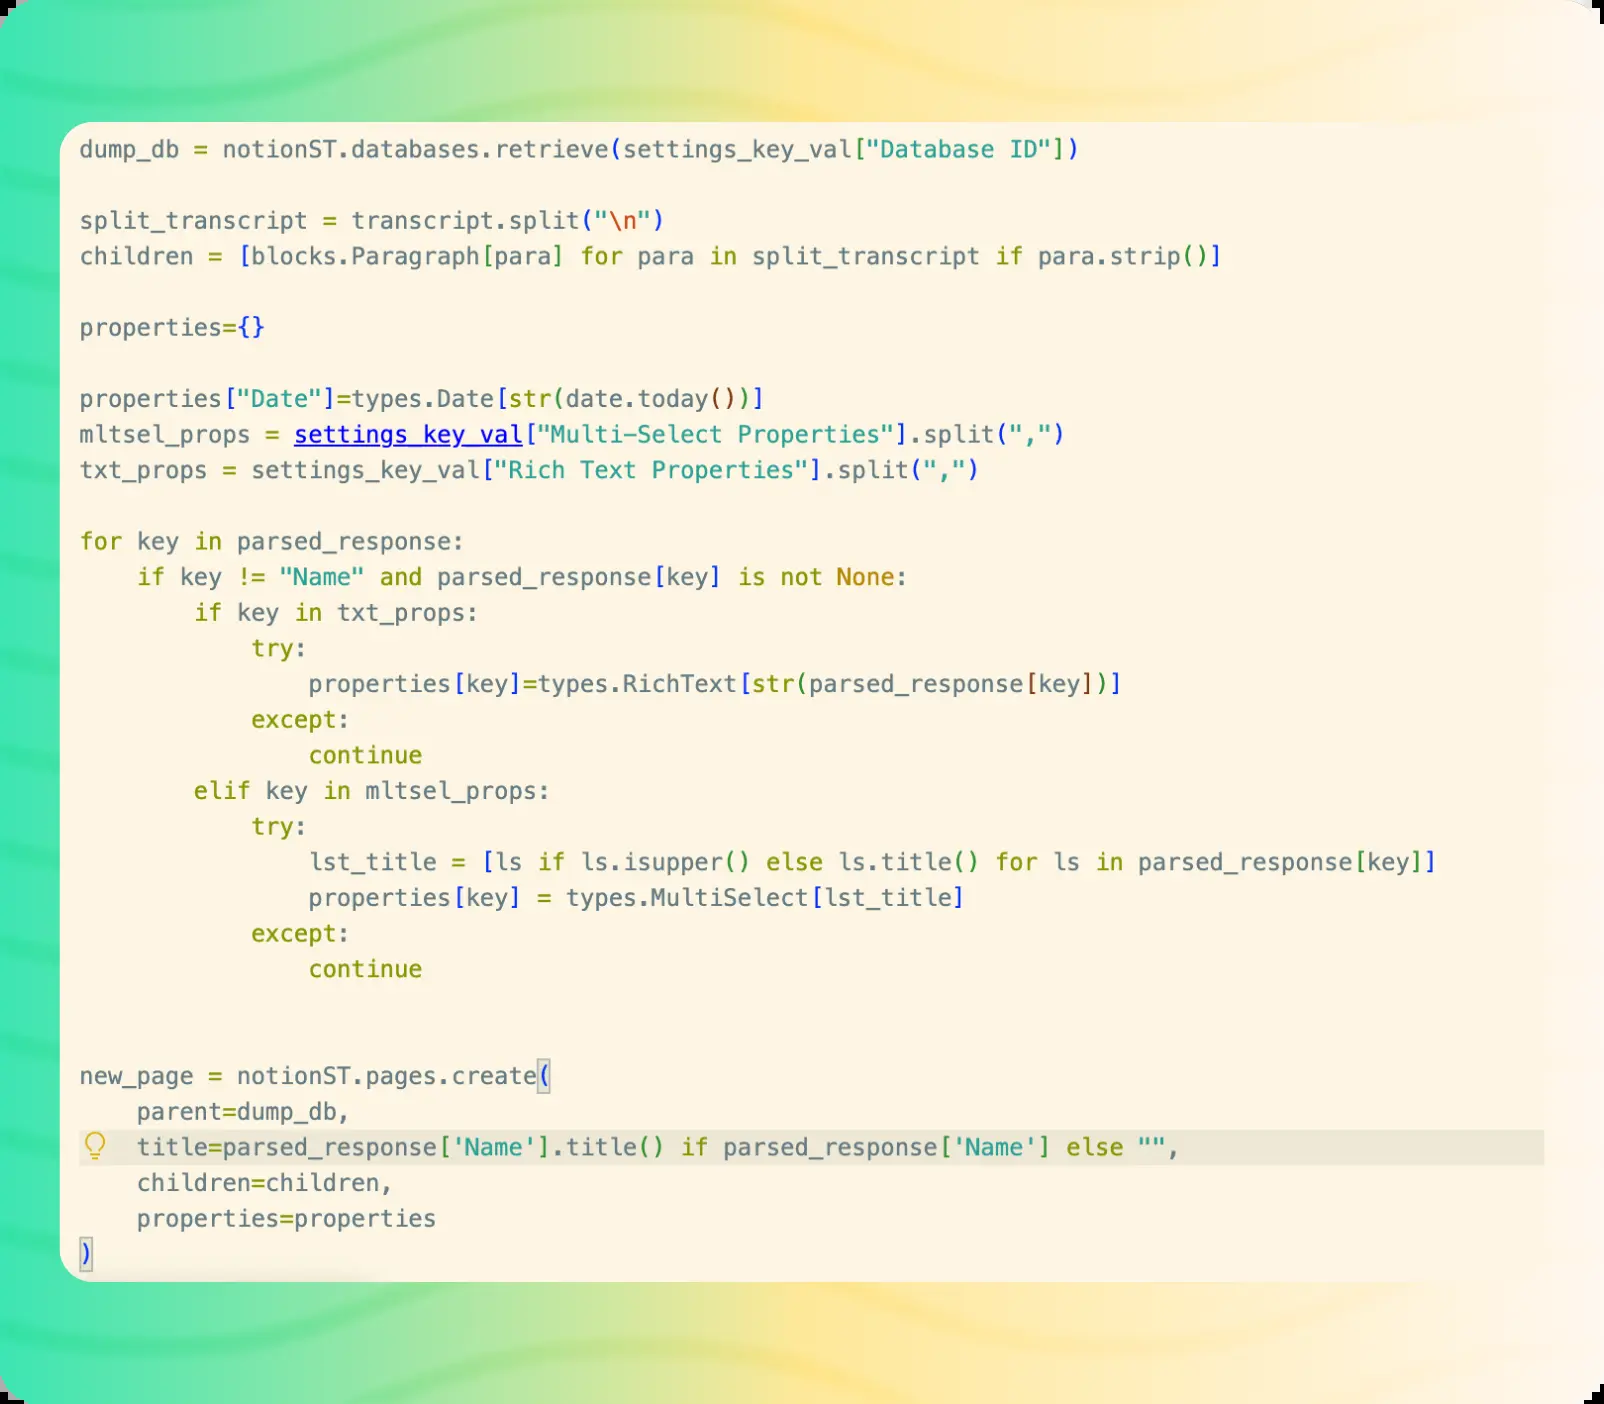 dump_db = notionST.databases.retrieve(settings_key_val["Database ID"])
split_transcript = transcript.split("\n")
children = [blocks.Paragraph[para] for para in split_transcript if para.strip()]
properties={}
properties["Date"]=types.Date[str(date.today())]
mltsel_props = settings_key_val["Multi-Select Properties"].split(",")
txt_props = settings_key_val["Rich Text Properties"].split(",")
for key in parsed_response:
    if key != "Name" and parsed_response[key] is not None:
        if key in txt_props:
            try:
                properties[key]=types.RichText[str(parsed_response[key])]
            except:
                continue
        elif key in mltsel_props:
            try:
                lst_title = [ls if ls.isupper() else ls.title() for ls in parsed_response[key]]
                properties[key] = types.MultiSelect[lst_title]
            except:
                continue
new_page = notionST.pages.create(
    parent=dump_db,
    title=parsed_response['Name'].title() if parsed_response['Name'] else "",
    children=children,
    properties=properties
)